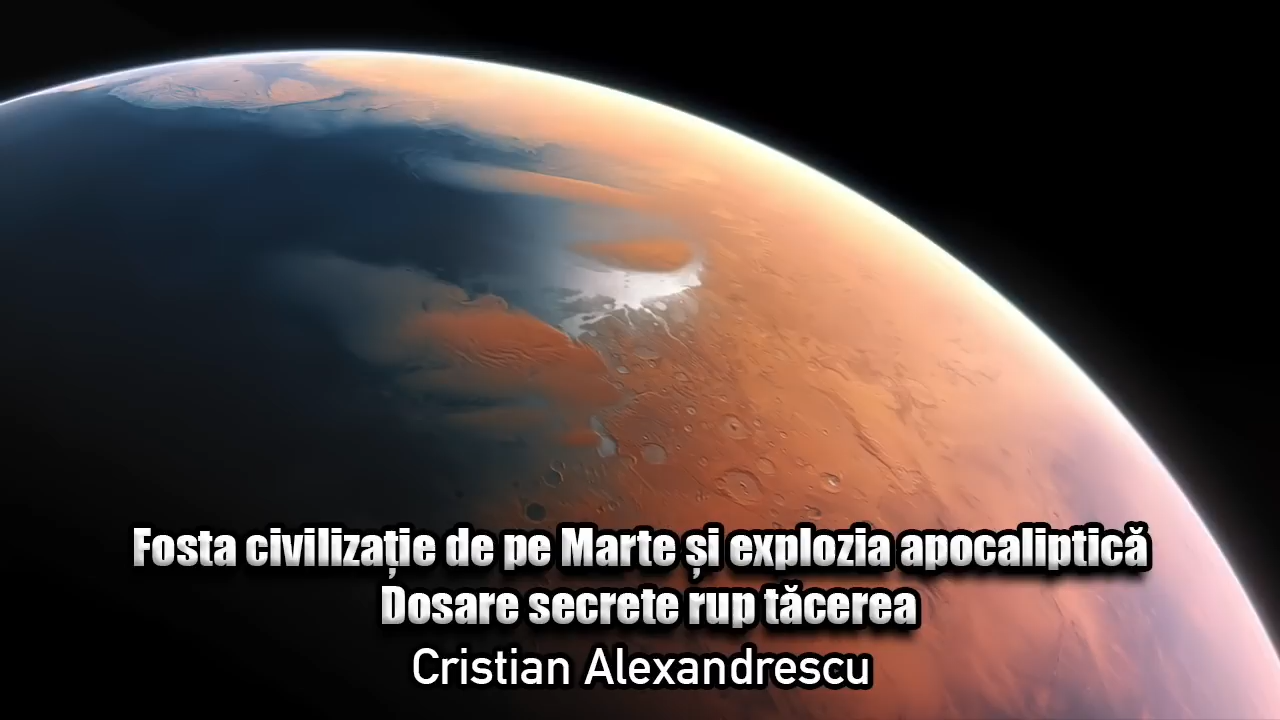 Fosta civilizație de pe Marte și explozia apocaliptică
Dosare secrete rup tăcerea
Cristian Alexandrescu